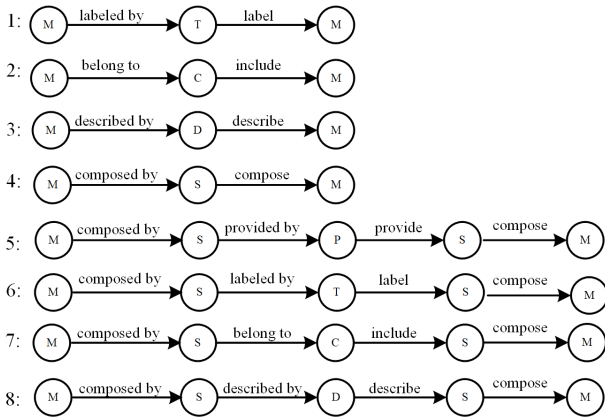 1: M labeled by T label M
2: M belong to C include M
3: M described by D describe M
4: M composed by S compose M
5: M composed by S provided by P provide S compose M
6: M composed by S labeled by T label S compose M
7: M composed by S belong to C include S compose M
8: M composed by S described by D describe S compose M